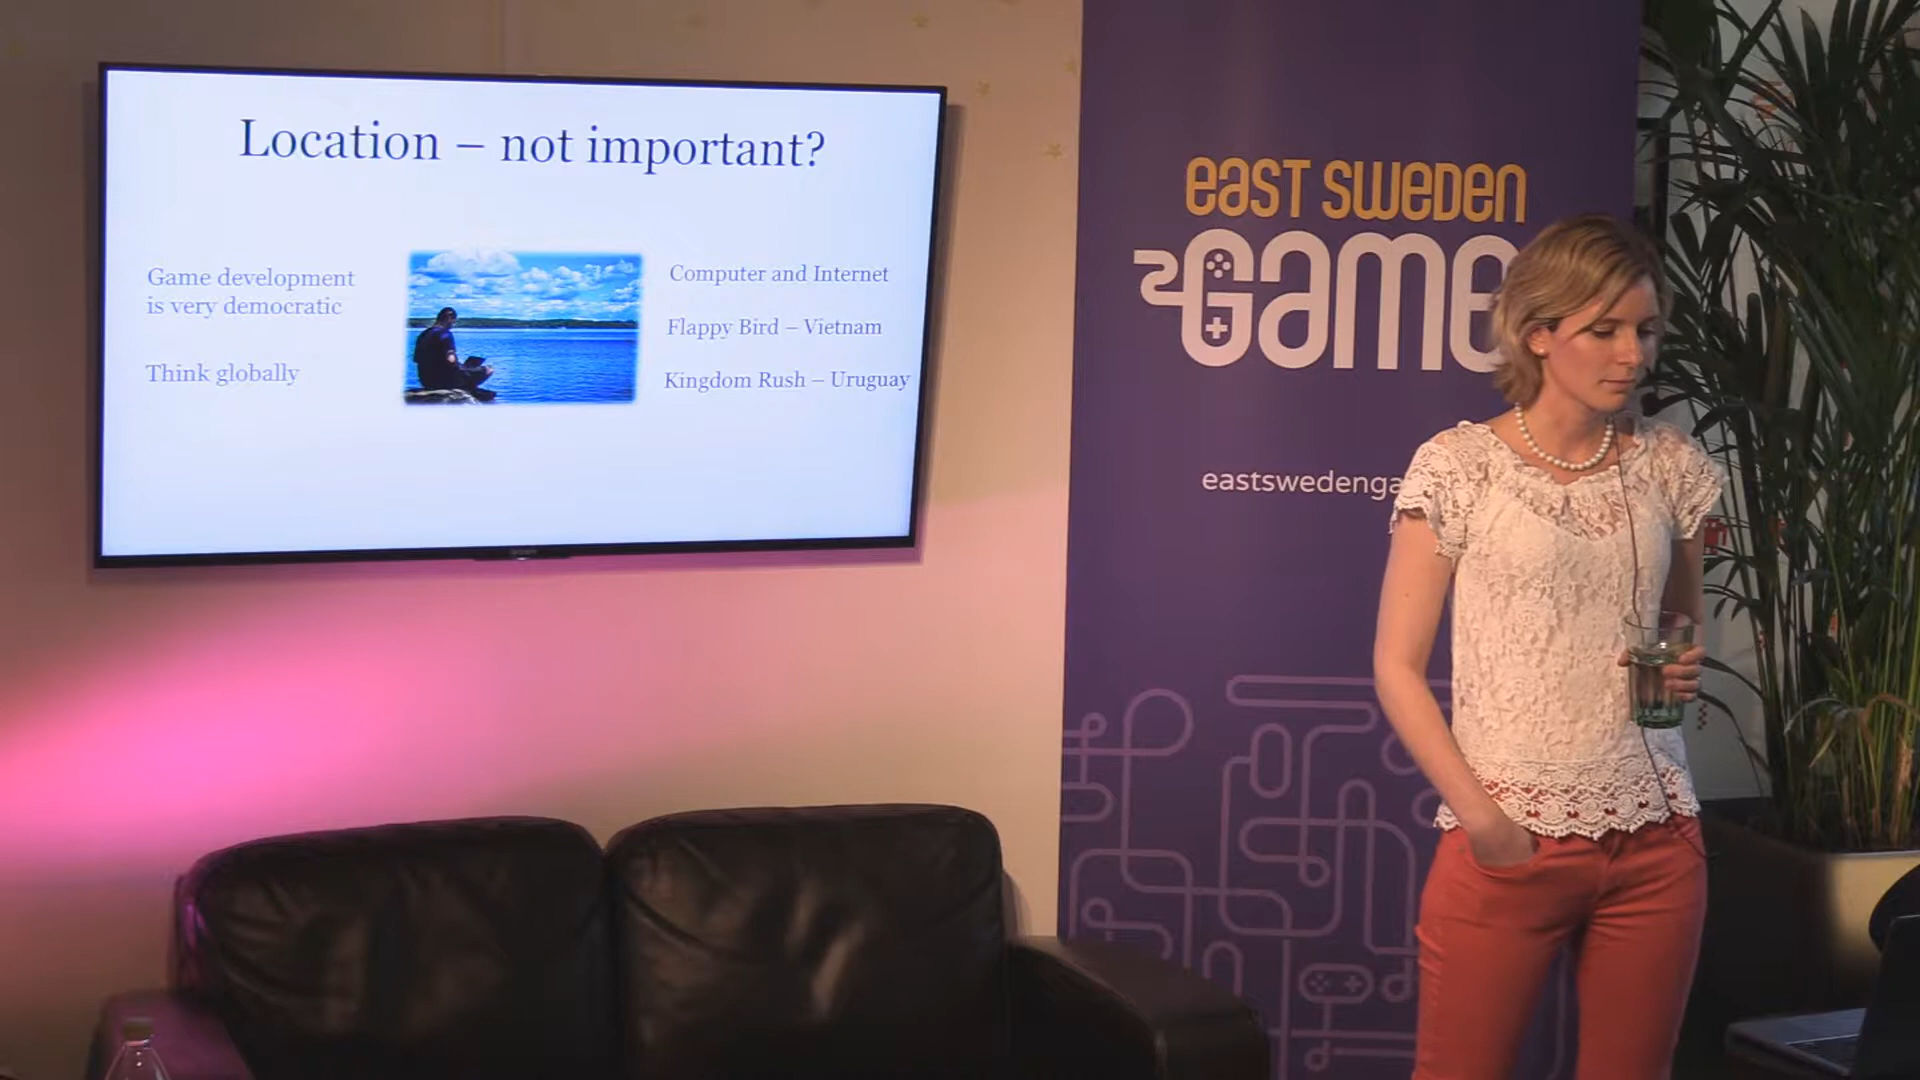 Location – not important?
Game development
is very democratic
Think globally
Computer and Internet
Flappy Bird – Vietnam
Kingdom Rush – Uruguay
east sweden
Game
eastswedenga